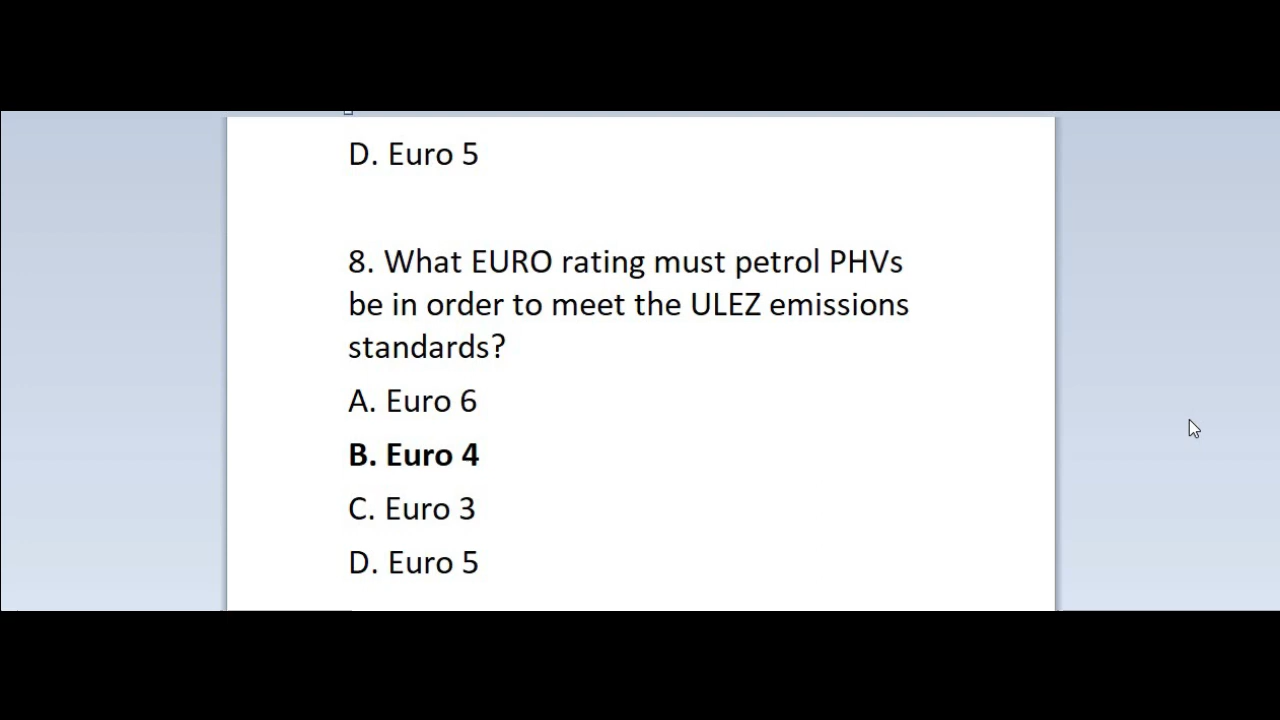 D. Euro 5
8. What EURO rating must petrol PHVs
be in order to meet the ULEZ emissions
standards?
A. Euro 6
B. Euro 4
C. Euro 3
D. Euro 5